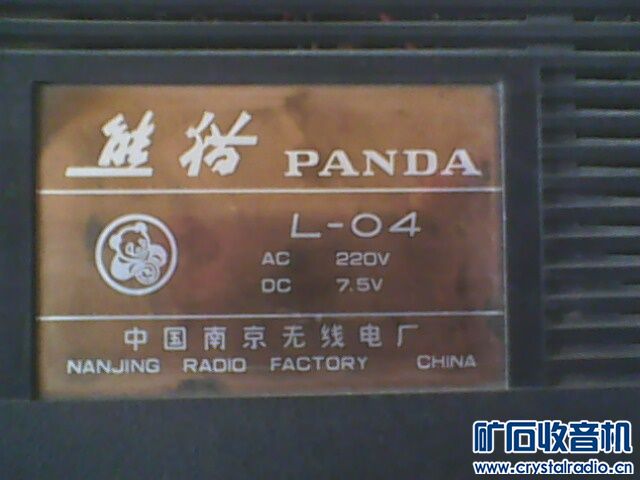 熊猫 PANDA
L-04
AC 220V
DC 7.5V
中国南京无线电厂
NANJING RADIO FACTORY CHINA
矿石收音机
www.crystalradio.cn